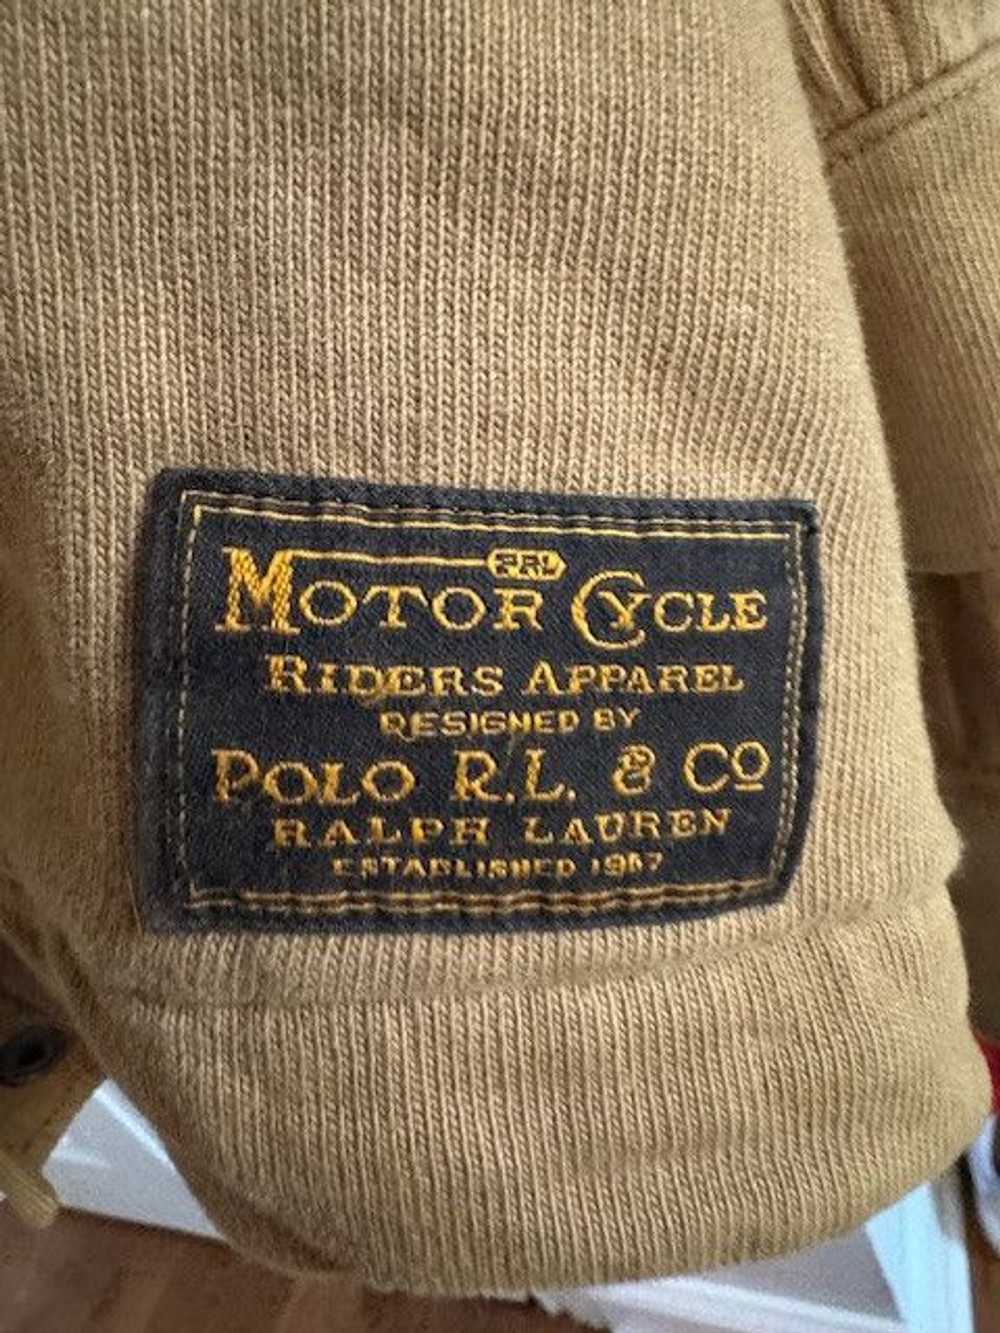 PRL
MOTOR CYCLE
RIDERS APPAREL
DESIGNED BY
POLO R.L. & CO
RALPH LAUREN
ESTABLISHED 1967